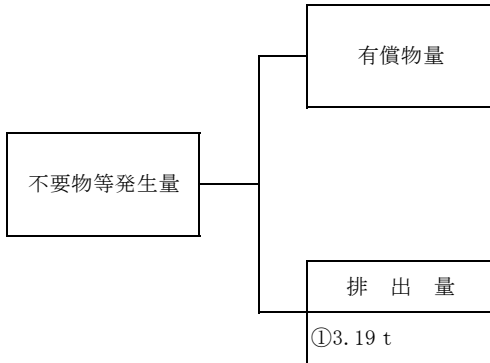 有償物量
不要物等発生量
排 出 量
①3.19 t